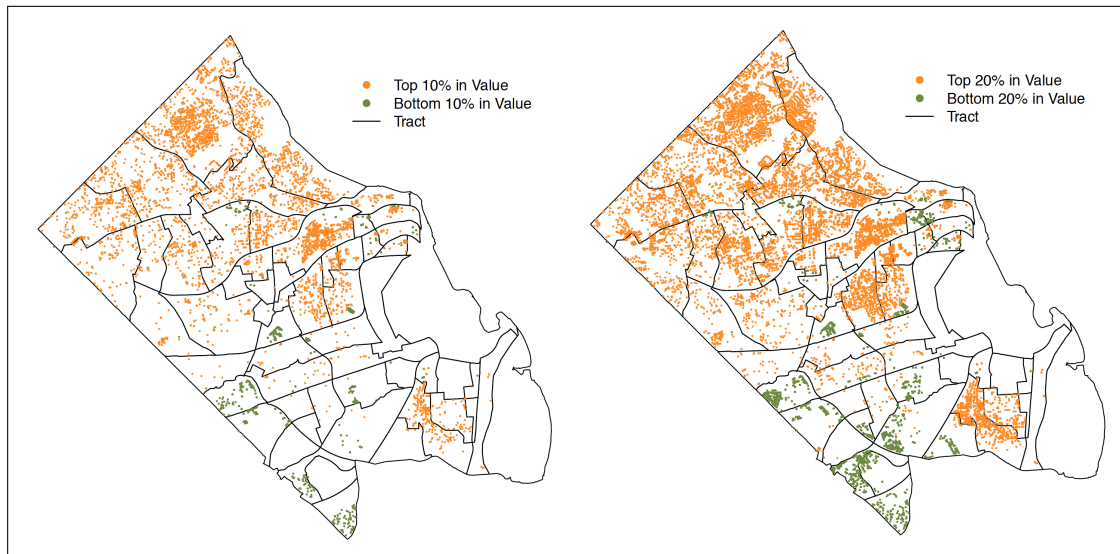 Top 10% in Value
Bottom 10% in Value
Tract
Top 20% in Value
Bottom 20% in Value
Tract